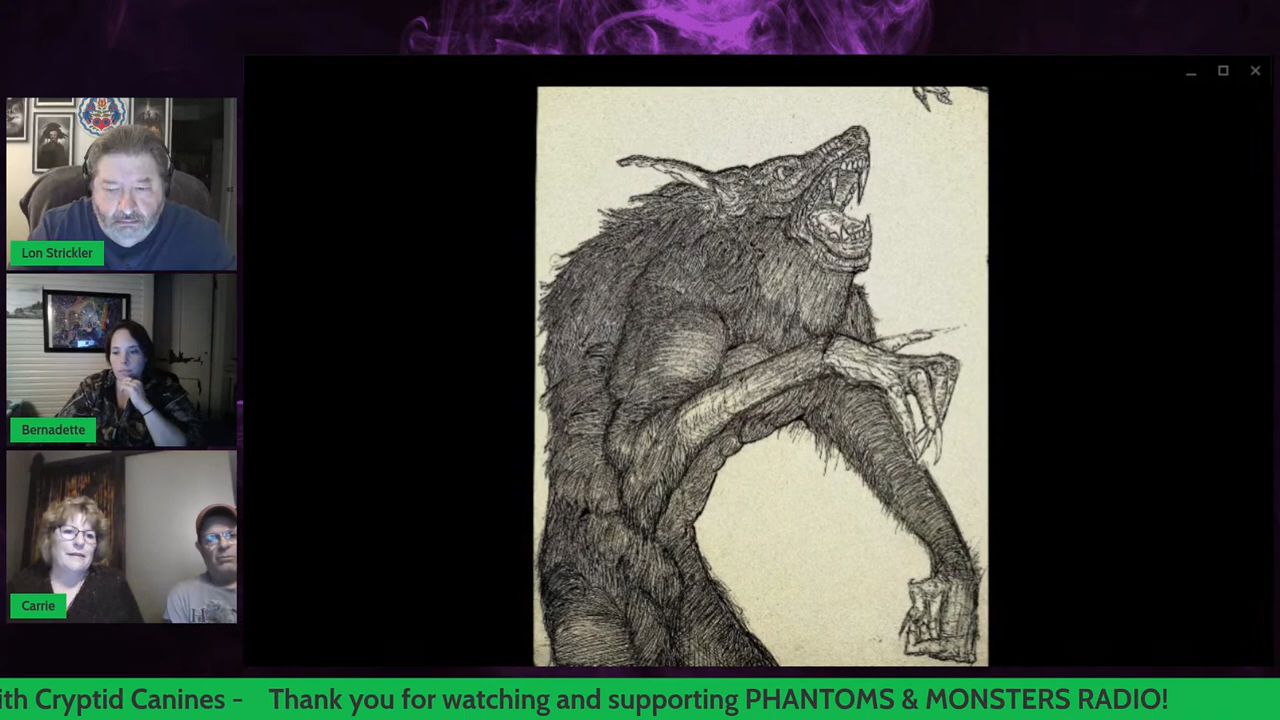 Lon Strickler
Bernadette
Carrie
ith Cryptid Canines - Thank you for watching and supporting PHANTOMS & MONSTERS RADIO!